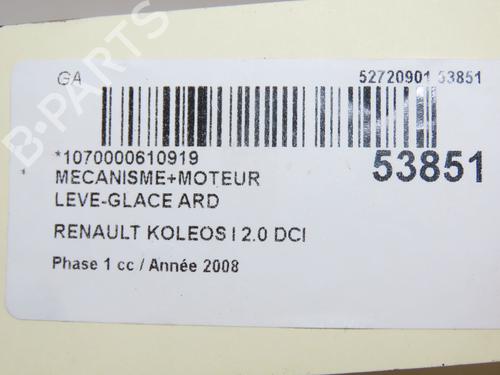 GA
52720901 53851
*1070000610919
53851
MECANISME+MOTEUR
LEVE-GLACE ARD
RENAULT KOLEOS I 2.0 DCI
Phase 1 cc / Année 2008
B-PARTS